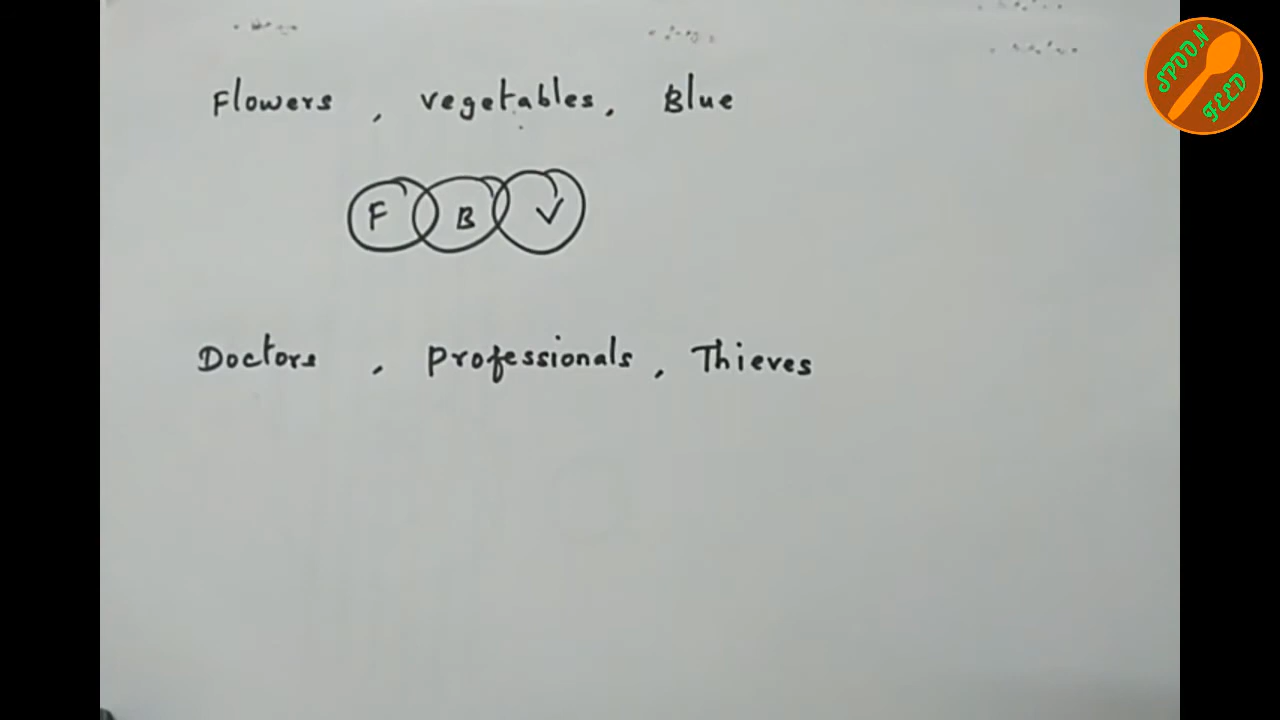 Flowers , vegetables, Blue
F B V
Doctors , Professionals, Thieves
SPOON
FEED